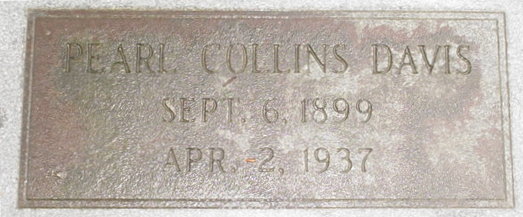 PEARL COLLINS DAVIS
SEPT. 6, 1899
APR. 2, 1937